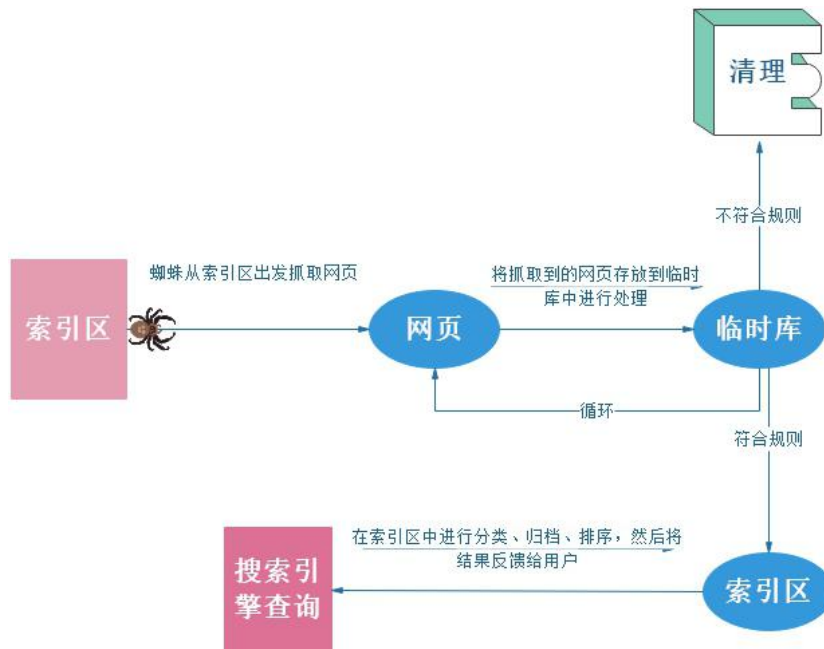 清理
不符合规则
蜘蛛从索引区出发抓取网页
将抓取到的网页存放到临时
库中进行处理
索引区
网页
临时库
循环
符合规则
在索引区中进行分类、归档、排序，然后将
结果反馈给用户
搜索引
擎查询
索引区